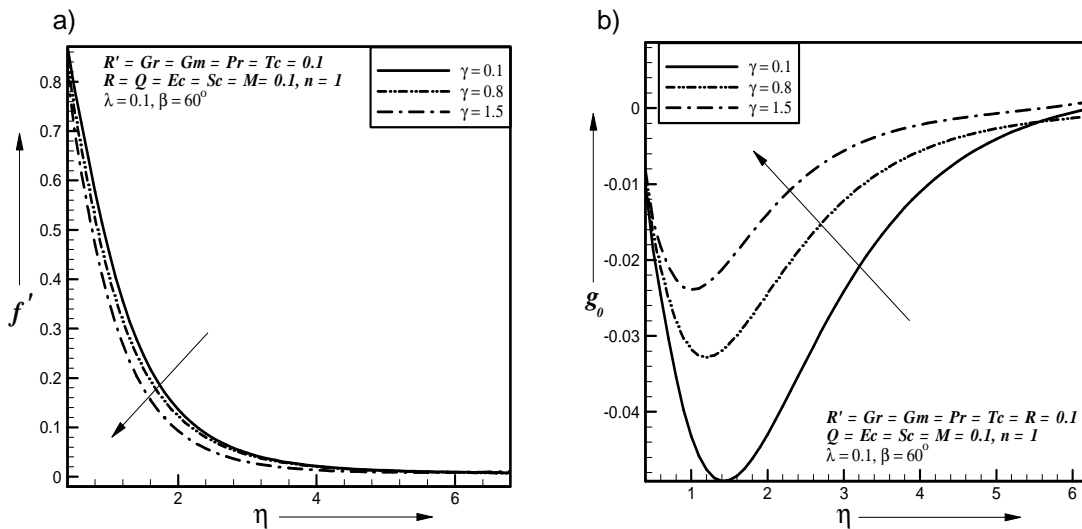 a)
R' = Gr = Gm = Pr = Tc = 0.1
R = Q = Ec = Sc = M = 0.1, n = 1
λ = 0.1, β = 60°
γ = 0.1
γ = 0.8
γ = 1.5
0.8
0.7
0.6
0.5
0.4
0.3
0.2
0.1
0
f'
2
4
6
η
b)
γ = 0.1
γ = 0.8
γ = 1.5
0
-0.01
-0.02
-0.03
-0.04
g₀
R' = Gr = Gm = Pr = Tc = R = 0.1
Q = Ec = Sc = M = 0.1, n = 1
λ = 0.1, β = 60°
1
2
3
4
5
6
η